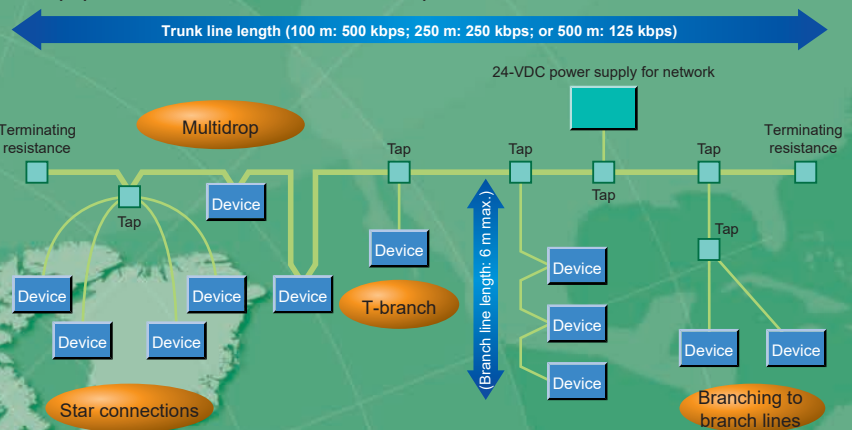 Trunk line length (100 m: 500 kbps; 250 m: 250 kbps; or 500 m: 125 kbps)
24-VDC power supply for network
Terminating
resistance
Multidrop
Tap
Tap
Tap
Tap
Terminating
resistance
Tap
Device
Tap
Device
Device
Device
Device
Device
Device
T-branch
(Branch line length: 6 m max.)
Device
Device
Device
Device
Device
Star connections
Branching to
branch lines